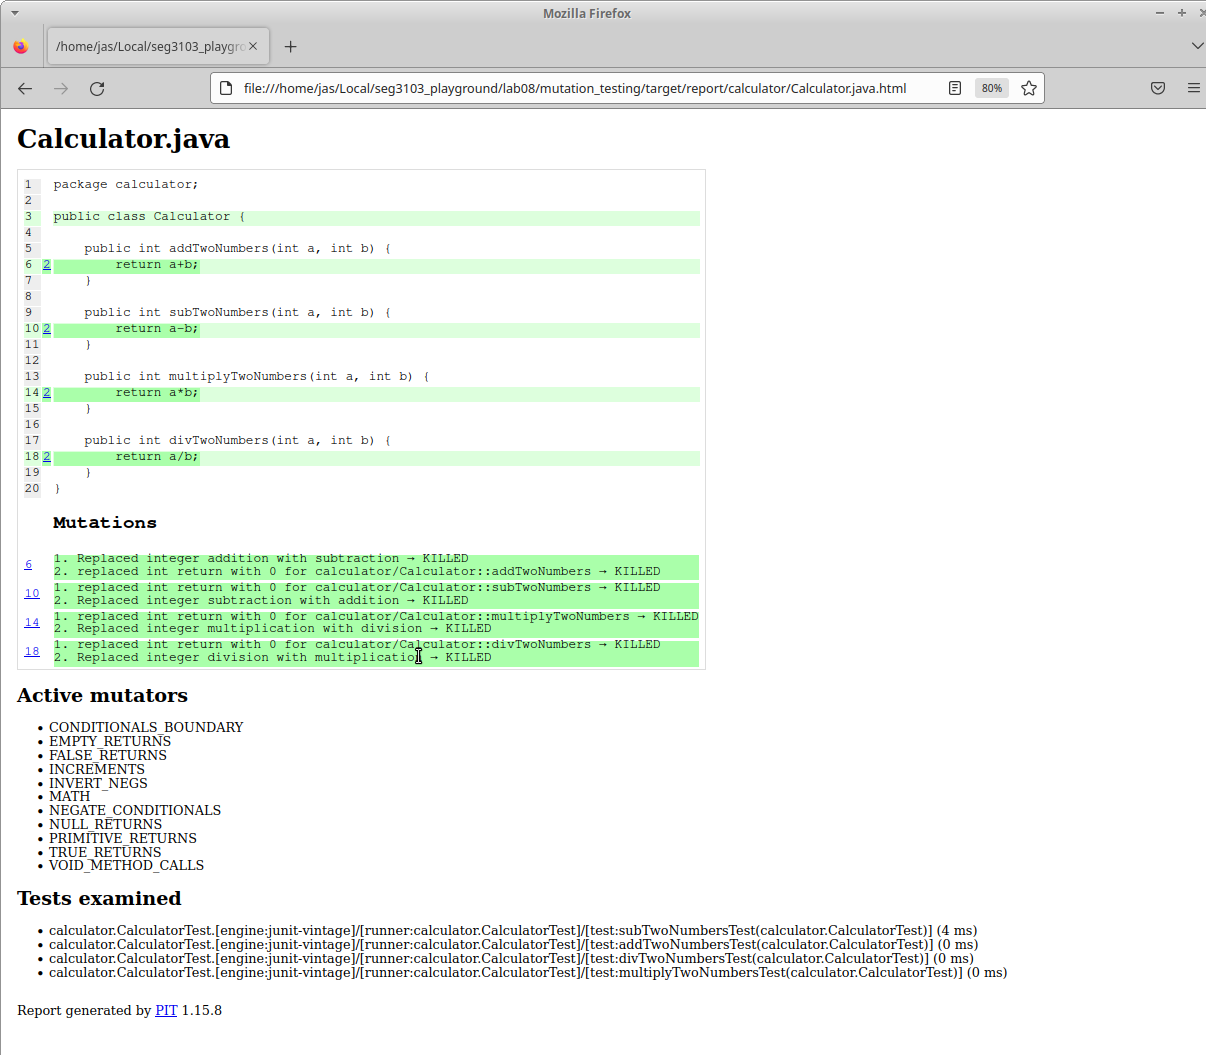 Mozilla Firefox
/home/jas/Local/seg3103_playgro
file:///home/jas/Local/seg3103_playground/lab08/mutation_testing/target/report/calculator/Calculator.java.html 80%
Calculator.java
1 package calculator;
2
3 public class Calculator {
4
5 public int addTwoNumbers(int a, int b) {
6 2 return a+b;
7 }
8
9 public int subTwoNumbers(int a, int b) {
10 2 return a-b;
11 }
12
13 public int multiplyTwoNumbers(int a, int b) {
14 2 return a*b;
15 }
16
17 public int divTwoNumbers(int a, int b) {
18 2 return a/b;
19 }
20 }
Mutations
6
1. Replaced integer addition with subtraction → KILLED
2. replaced int return with 0 for calculator/Calculator::addTwoNumbers → KILLED
10
1. replaced int return with 0 for calculator/Calculator::subTwoNumbers → KILLED
2. Replaced integer subtraction with addition → KILLED
14
1. replaced int return with 0 for calculator/Calculator::multiplyTwoNumbers → KILLED
2. Replaced integer multiplication with division → KILLED
18
1. replaced int return with 0 for calculator/Calculator::divTwoNumbers → KILLED
2. Replaced integer division with multiplication → KILLED
Active mutators
• CONDITIONALS_BOUNDARY
• EMPTY_RETURNS
• FALSE_RETURNS
• INCREMENTS
• INVERT_NEGS
• MATH
• NEGATE_CONDITIONALS
• NULL_RETURNS
• PRIMITIVE_RETURNS
• TRUE_RETURNS
• VOID_METHOD_CALLS
Tests examined
• calculator.CalculatorTest.[engine:junit-vintage]/[runner:calculator.CalculatorTest]/[test:subTwoNumbersTest(calculator.CalculatorTest)] (4 ms)
• calculator.CalculatorTest.[engine:junit-vintage]/[runner:calculator.CalculatorTest]/[test:addTwoNumbersTest(calculator.CalculatorTest)] (0 ms)
• calculator.CalculatorTest.[engine:junit-vintage]/[runner:calculator.CalculatorTest]/[test:divTwoNumbersTest(calculator.CalculatorTest)] (0 ms)
• calculator.CalculatorTest.[engine:junit-vintage]/[runner:calculator.CalculatorTest]/[test:multiplyTwoNumbersTest(calculator.CalculatorTest)] (0 ms)
Report generated by PIT 1.15.8